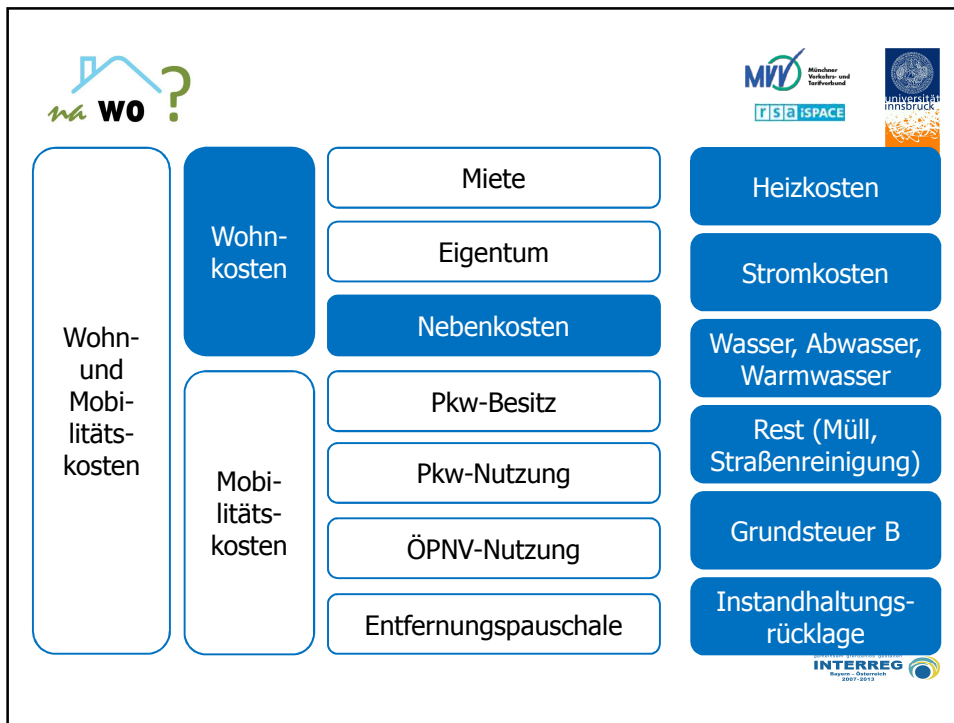 na WO ?
MVV Münchner
Verkehrs- und
Tarifverbund
rsa iSPACE
universität
innsbruck
Wohn-
und
Mobi-
litäts-
kosten
Wohn-
kosten
Mobi-
litäts-
kosten
Miete
Eigentum
Nebenkosten
Pkw-Besitz
Pkw-Nutzung
ÖPNV-Nutzung
Entfernungspauschale
Heizkosten
Stromkosten
Wasser, Abwasser,
Warmwasser
Rest (Müll,
Straßenreinigung)
Grundsteuer B
Instandhaltungs-
rücklage
INTERREG
Bayern - Österreich
2007-2013